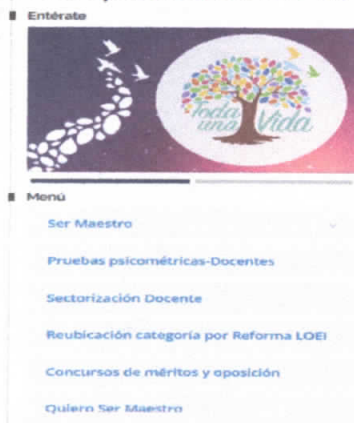 Entérate
Toda
una Vida
Menú
Ser Maestro
Pruebas psicométricas-Docentes
Sectorización Docente
Reubicación categoría por Reforma LOEI
Concursos de méritos y oposición
Quiero Ser Maestro